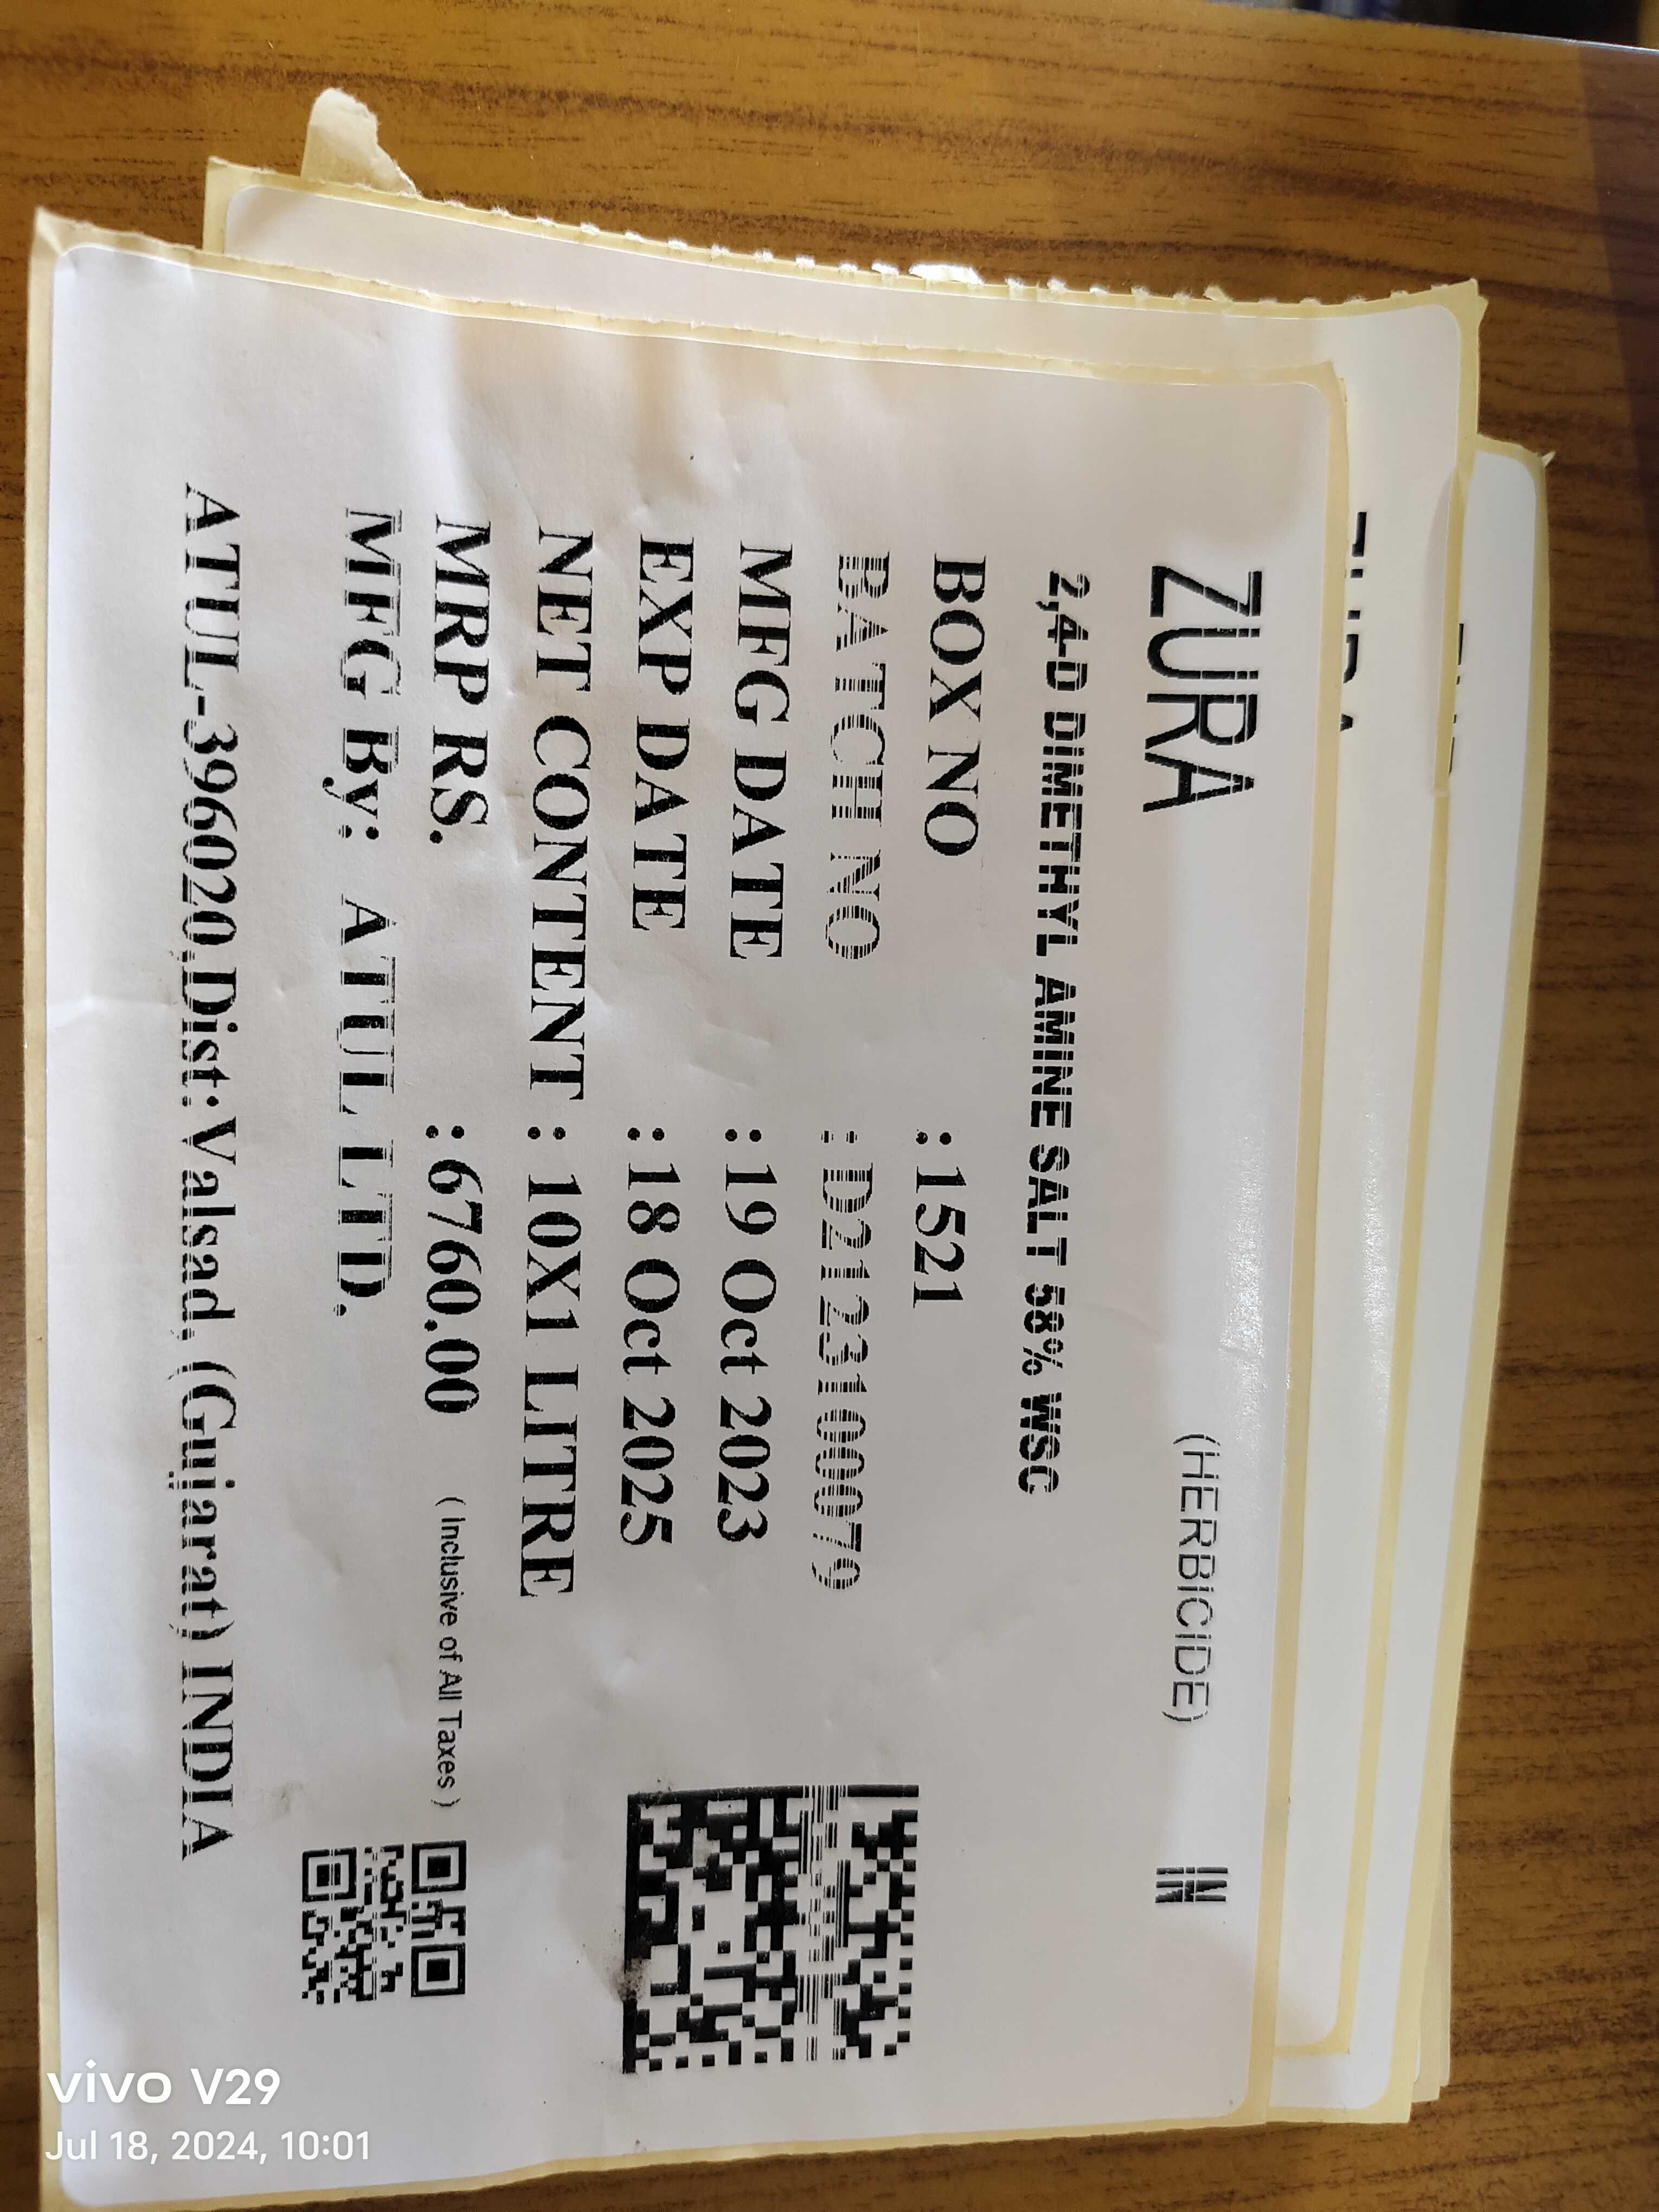 ZURA (HERBICIDE) IN
2,4-D DIMETHYL AMINE SALT 58% WSC
BOX NO :1521
BATCH NO :D212310079
MFG DATE :19 Oct 2023
EXP DATE :18 Oct 2025
NET CONTENT : 10X1 LITRE
MRP RS. :6760.00 ( Inclusive of All Taxes )
MFG By: ATUL LTD.
ATUL-396020,Dist:Valsad, (Gujarat) INDIA
vivo V29
Jul 18, 2024, 10:01